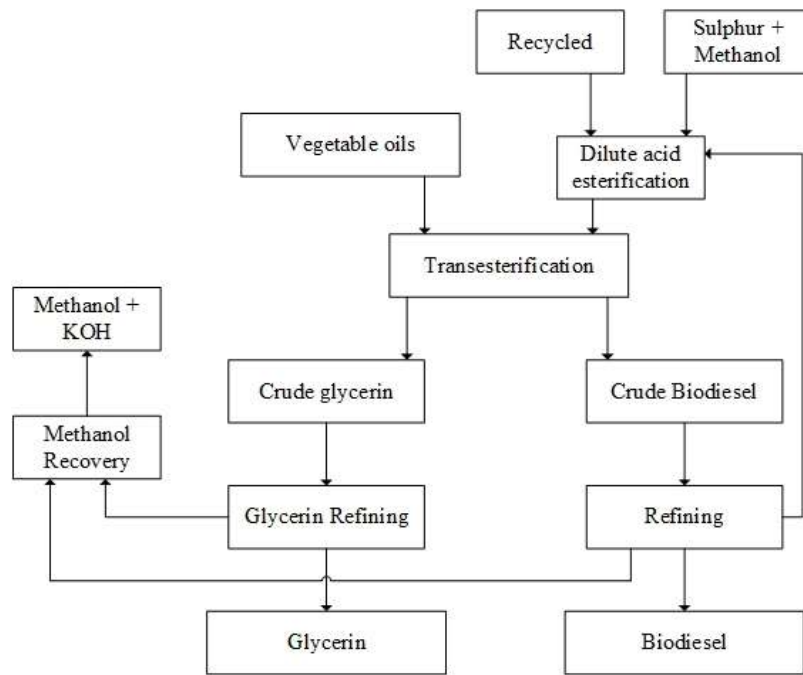 Recycled
Sulphur +
Methanol
Vegetable oils
Dilute acid
esterification
Transesterification
Methanol +
KOH
Crude glycerin
Crude Biodiesel
Methanol
Recovery
Glycerin Refining
Refining
Glycerin
Biodiesel